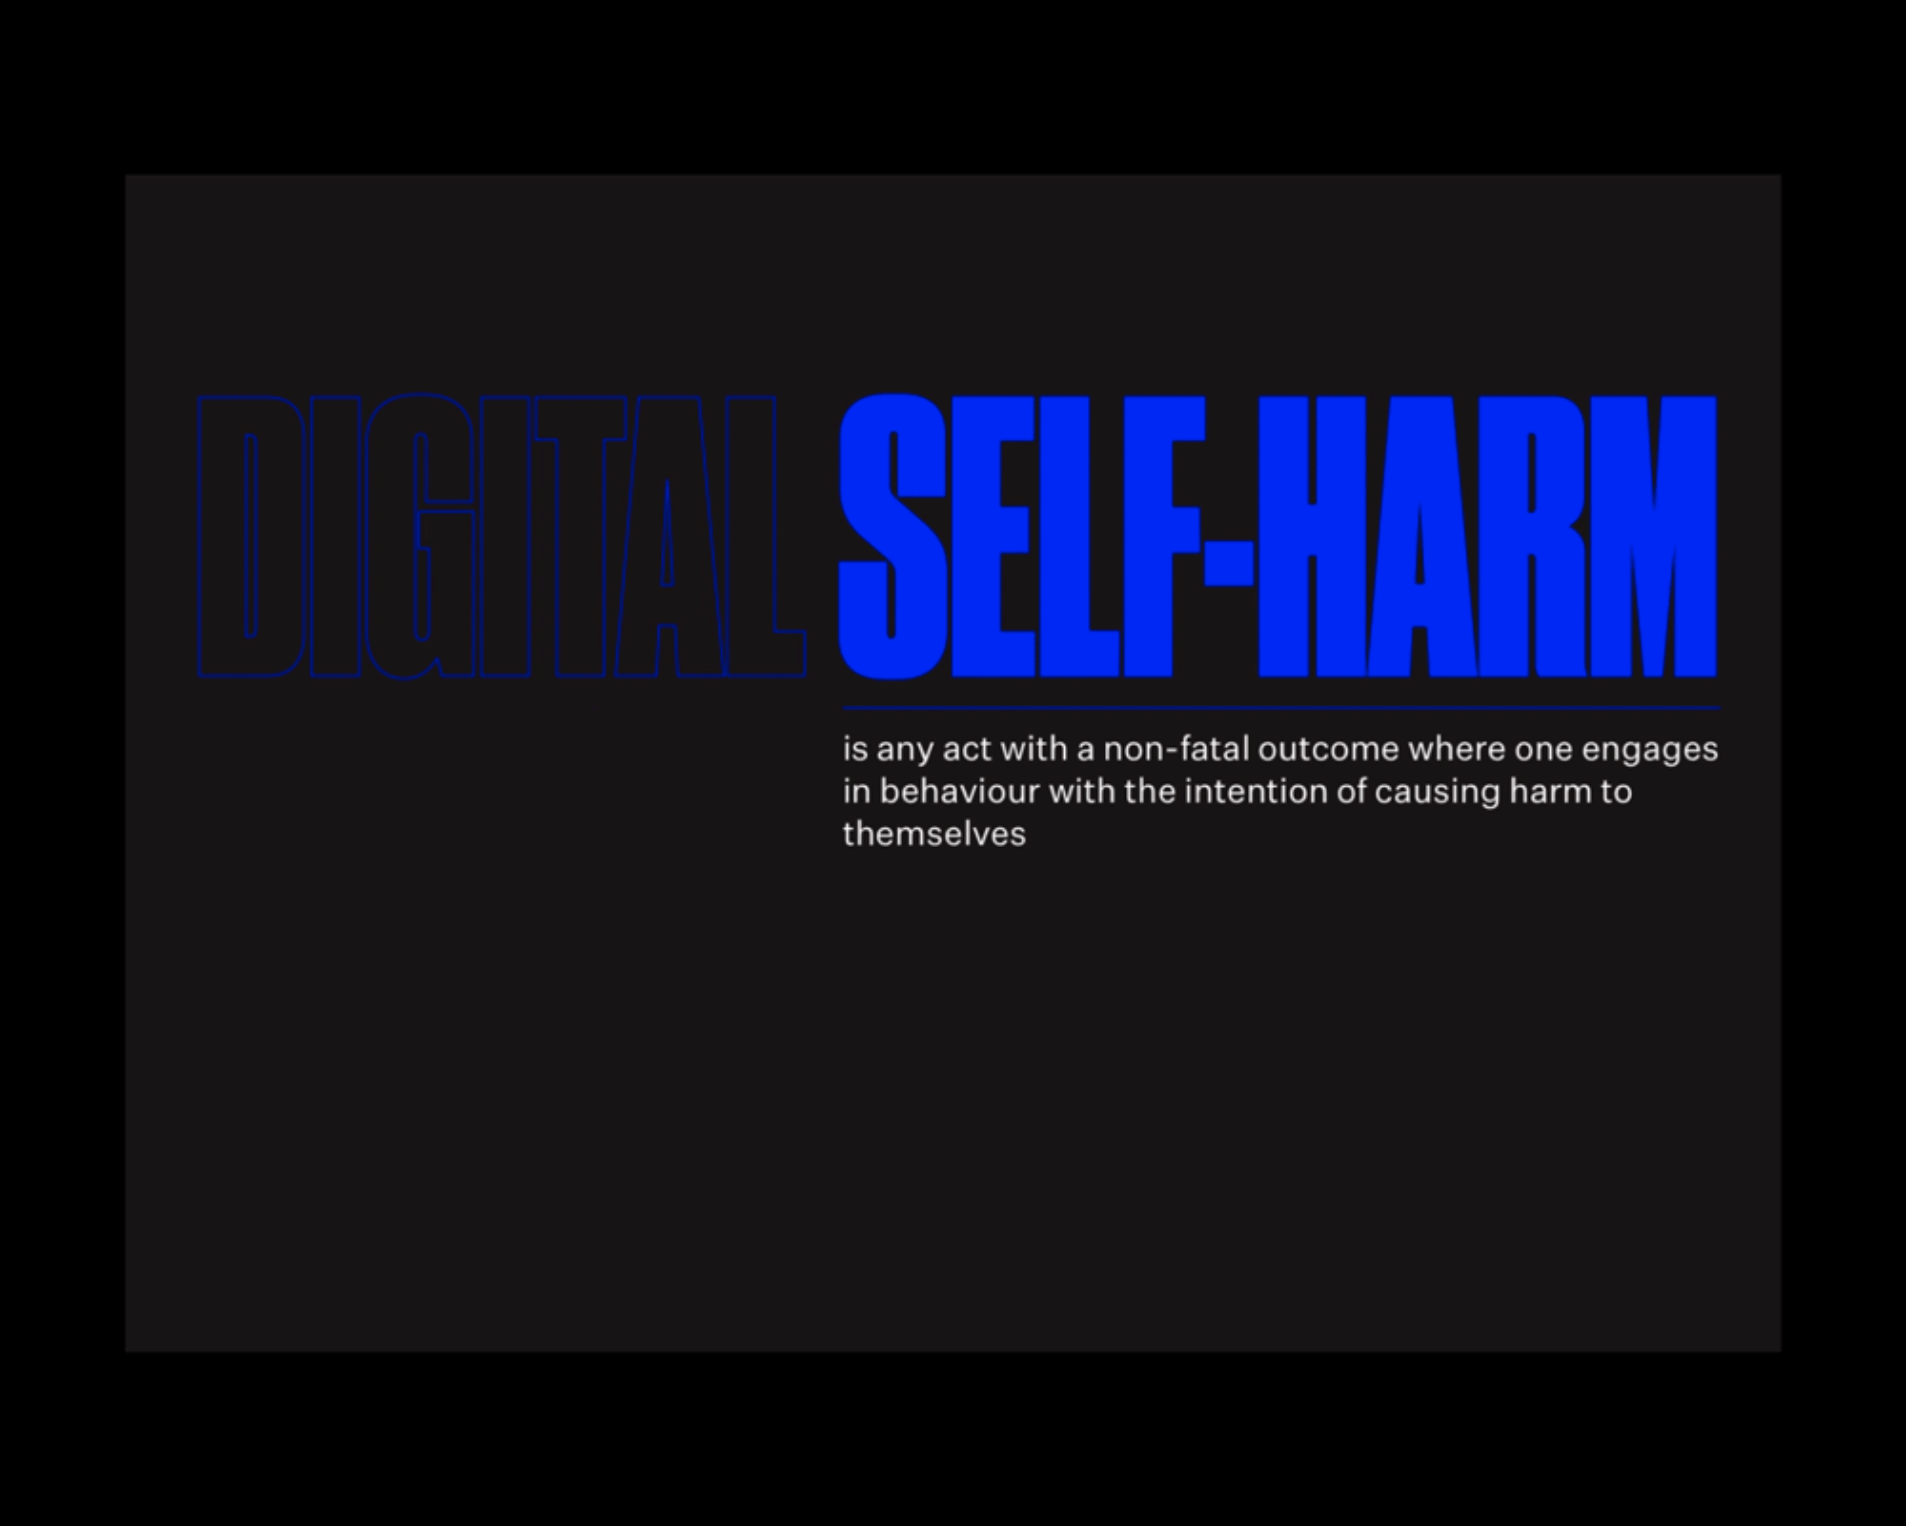 DIGITAL SELF-HARM
is any act with a non-fatal outcome where one engages
in behaviour with the intention of causing harm to
themselves